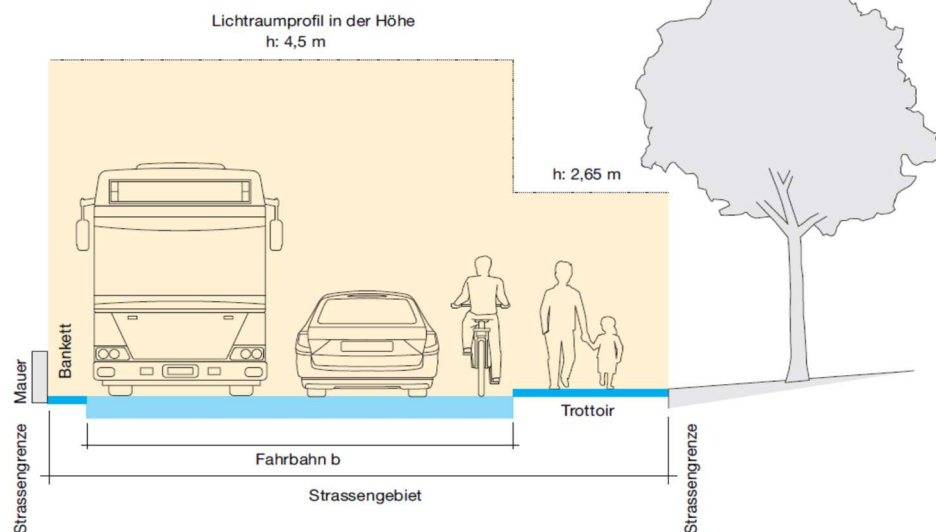 Lichtraumprofil in der Höhe
h: 4,5 m
h: 2,65 m
Mauer
Bankett
Trottoir
Strassengrenze
Fahrbahn b
Strassengrenze
Strassengebiet